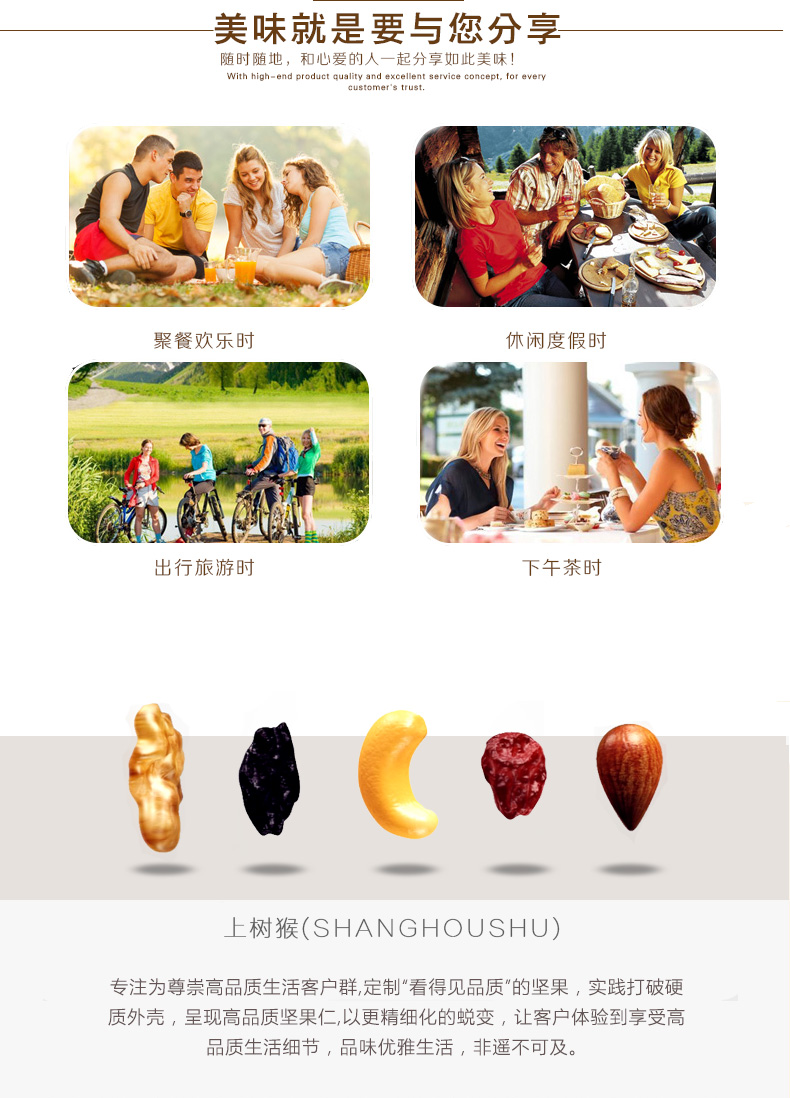 美味就是要与您分享
随时随地，和心爱的人一起分享如此美味！
With high-end product quality and excellent service concept, for every
customer's trust.
聚餐欢乐时
休闲度假时
出行旅游时
下午茶时
上树猴(SHANGHOUSHU)
专注为尊崇高品质生活客户群,定制“看得见品质”的坚果，实践打破硬
质外壳，呈现高品质坚果仁,以更精细化的蜕变，让客户体验到享受高
品质生活细节，品味优雅生活，非遥不可及。